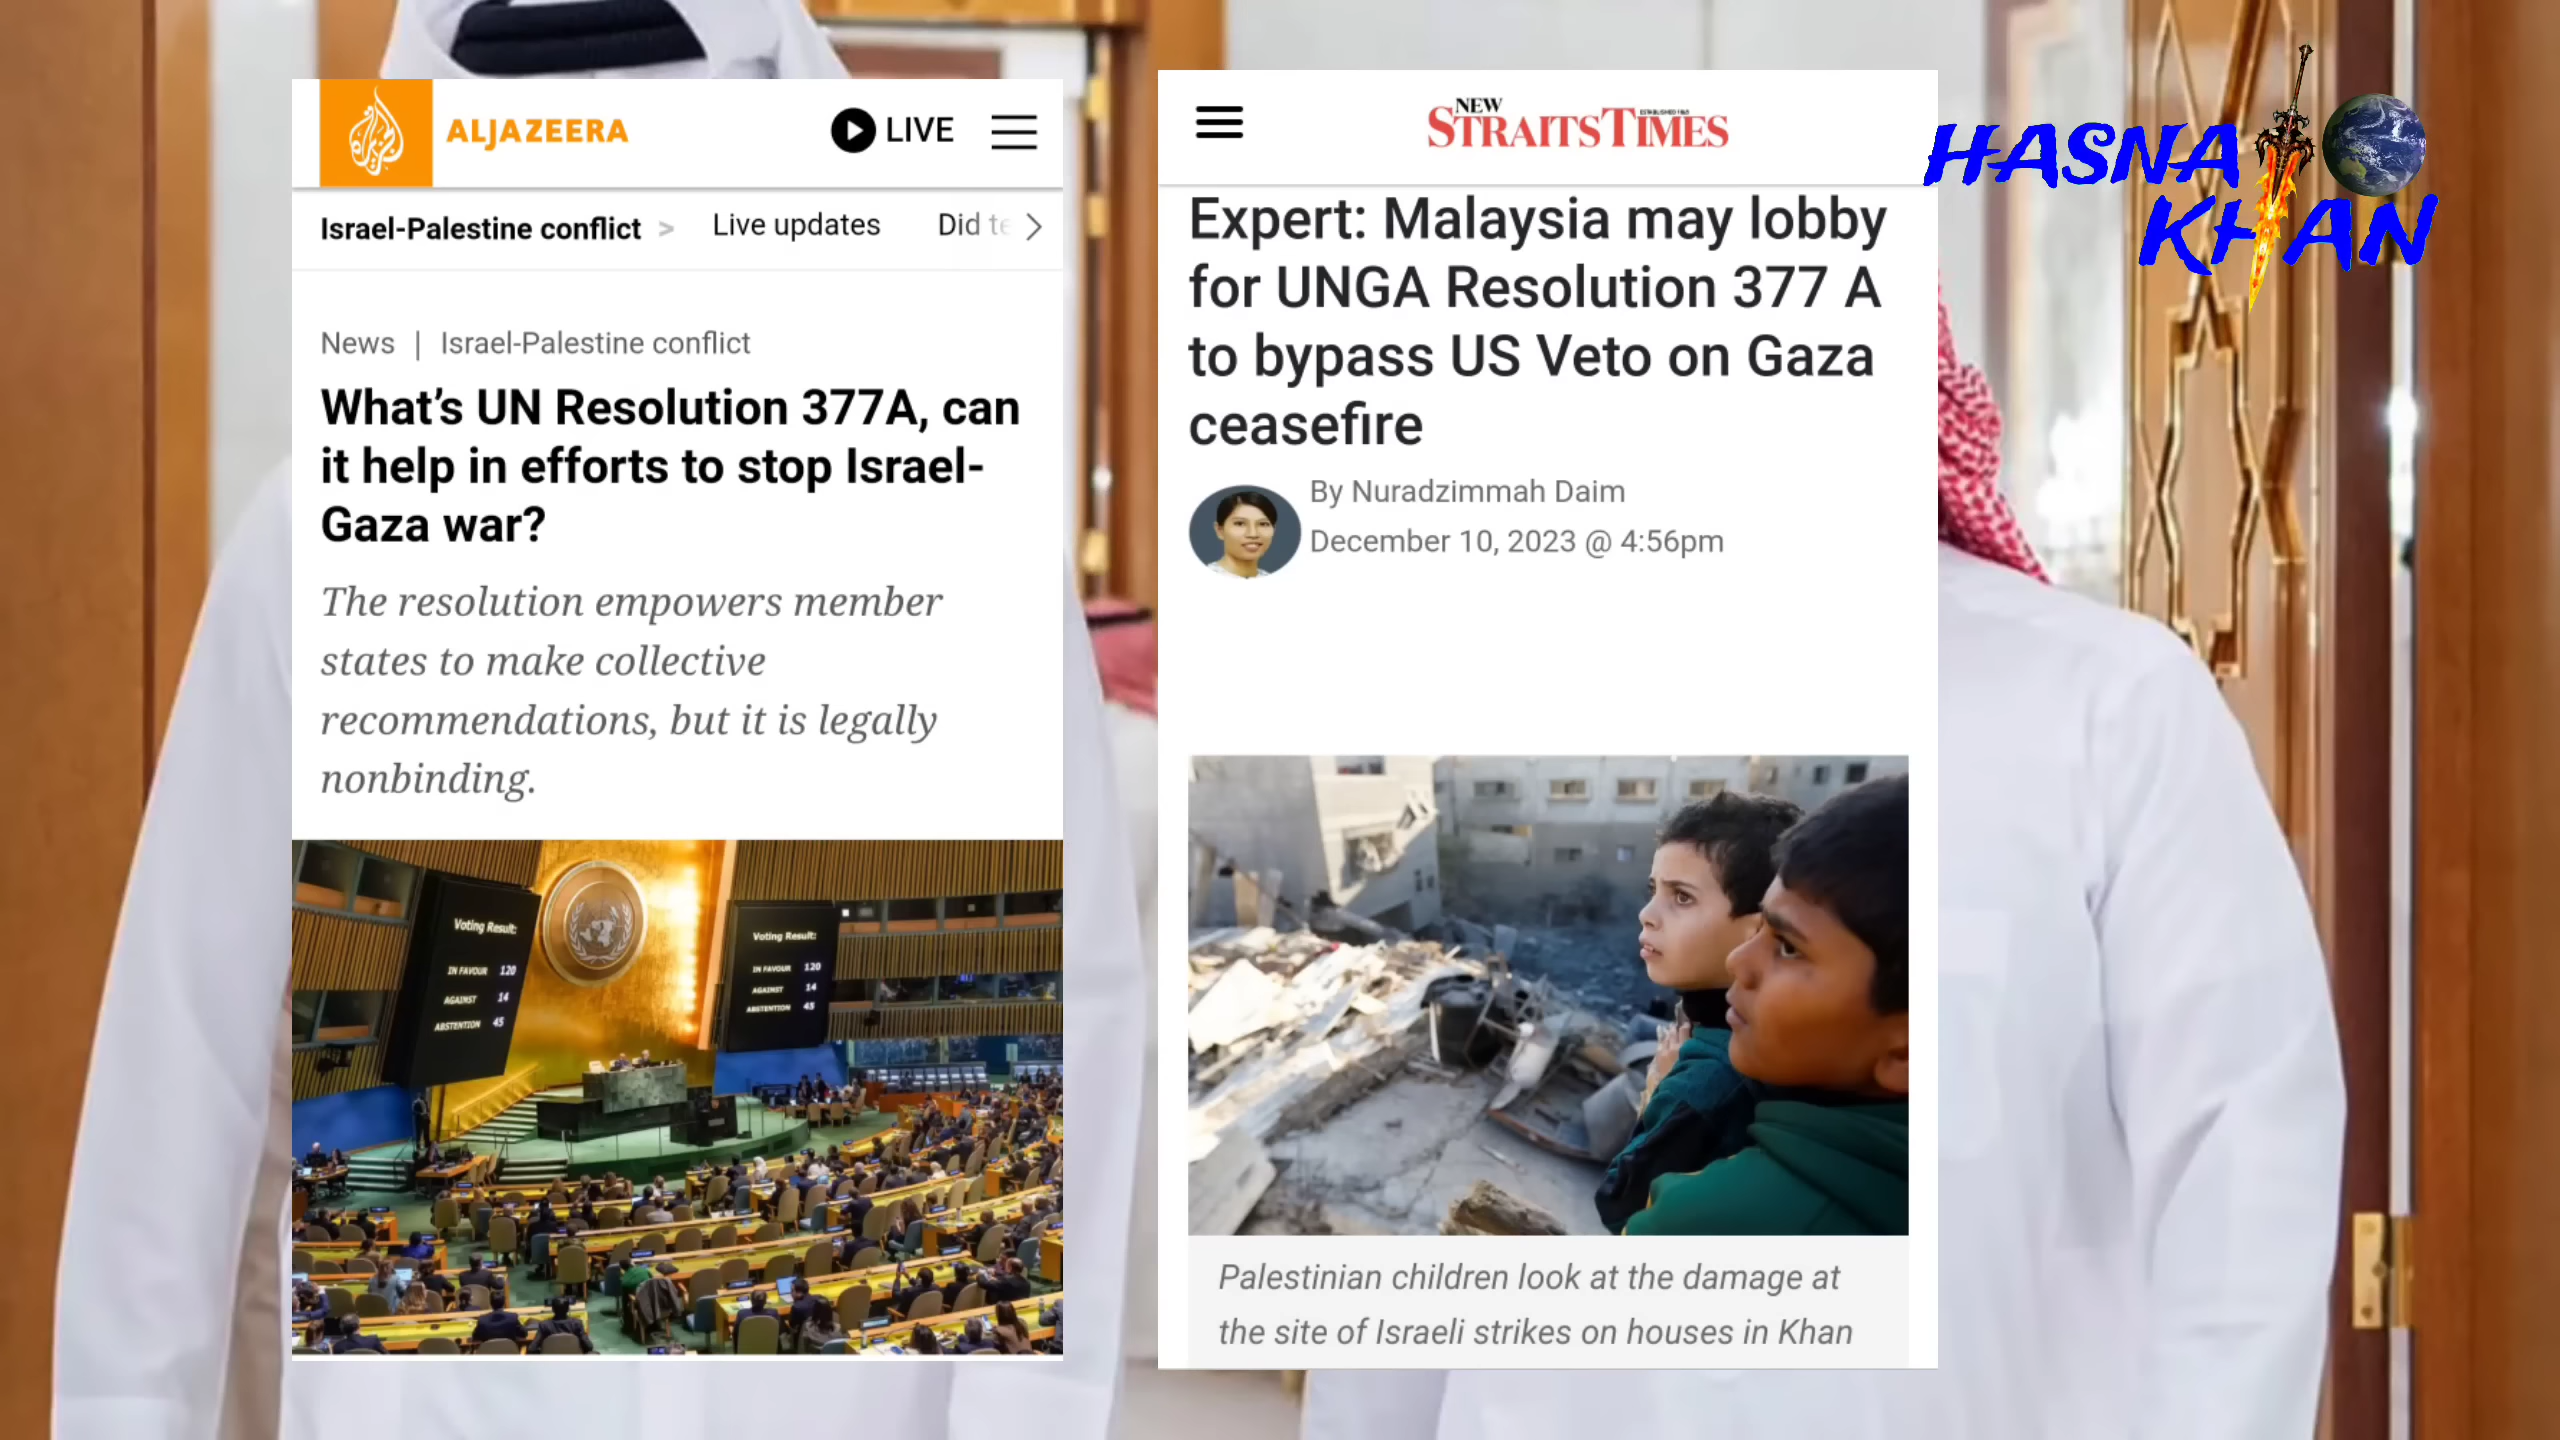 ALJAZEERA
LIVE
Israel-Palestine conflict > Live updates Did te
News | Israel-Palestine conflict
What's UN Resolution 377A, can
it help in efforts to stop Israel-
Gaza war?
The resolution empowers member
states to make collective
recommendations, but it is legally
nonbinding.
Voting Result:
IN FAVOUR 120
AGAINST 14
ABSTENTION 45
Voting Result:
IN FAVOUR 120
AGAINST 14
ABSTENTION 45
NEW
STRAITS TIMES
Expert: Malaysia may lobby
for UNGA Resolution 377 A
to bypass US Veto on Gaza
ceasefire
By Nuradzimmah Daim
December 10, 2023 @ 4:56pm
Palestinian children look at the damage at
the site of Israeli strikes on houses in Khan
HASNA
KHAN